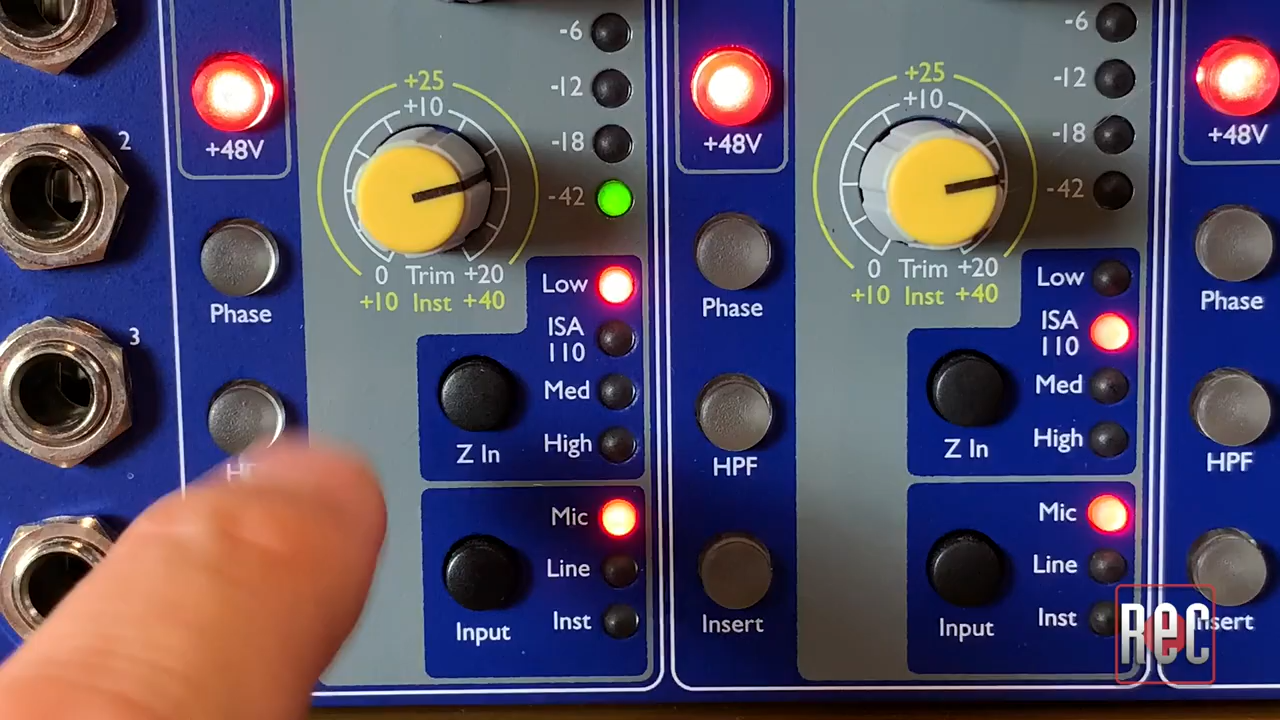 2
3
+48V
Phase
+25
+10
0 Trim +20
+10 Inst +40
-6
-12
-18
-42
Low
ISA
110
Med
High
Z In
Mic
Line
Inst
Input
+48V
Phase
HPF
Insert
+25
+10
0 Trim +20
+10 Inst +40
-6
-12
-18
-42
Low
ISA
110
Med
High
Z In
Mic
Line
Inst
Input
+48V
Phase
HPF
Insert
REC